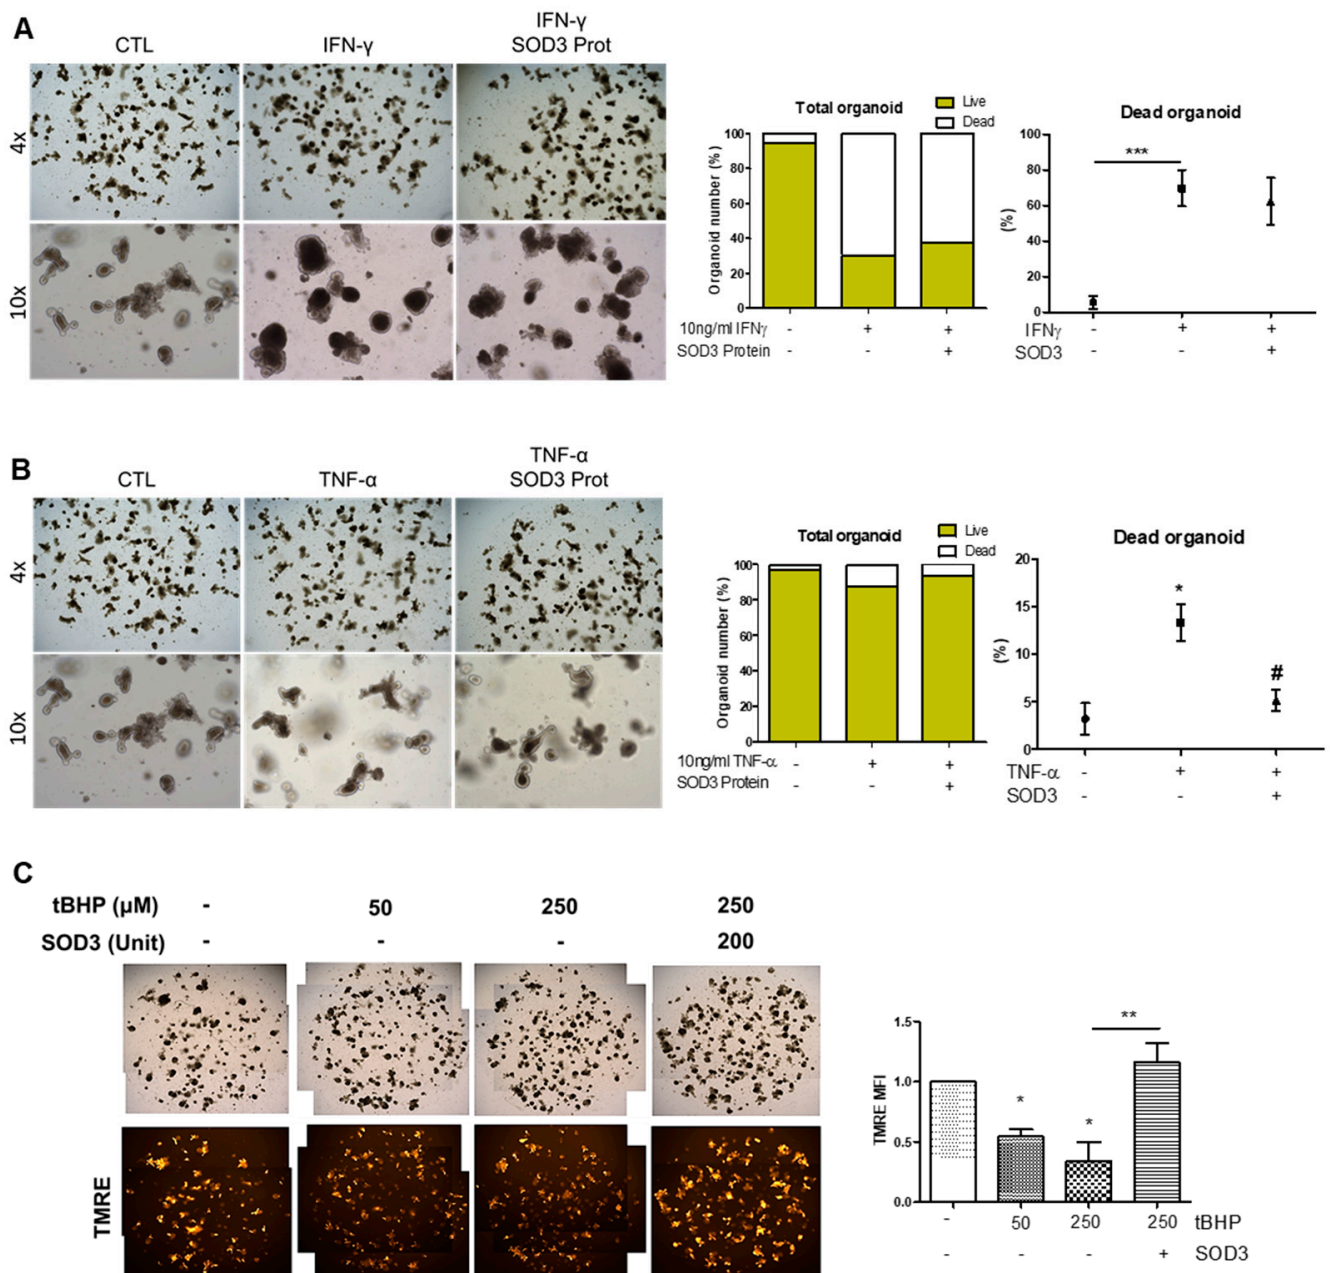 A
CTL
IFN-γ
IFN-γ
SOD3 Prot
4x
10x
Total organoid
Live
Dead
Organoid number (%)
100
80
60
40
20
0
10ng/ml IFNγ - + +
SOD3 Protein - - +
Dead organoid
(%)
100
80
60
40
20
0
***
IFNγ - + +
SOD3 - - +
B
CTL
TNF-α
TNF-α
SOD3 Prot
4x
10x
Total organoid
Live
Dead
Organoid number (%)
100
80
60
40
20
0
10ng/ml TNF-α - + +
SOD3 Protein - - +
Dead organoid
(%)
20
15
10
5
0
*
#
TNF-α - + +
SOD3 - - +
C
tBHP (µM) - 50 250 250
SOD3 (Unit) - - - 200
TMRE
TMRE MFI
1.5
1.0
0.5
0.0
*
*
**
- 50 250 250 tBHP
- - - + SOD3